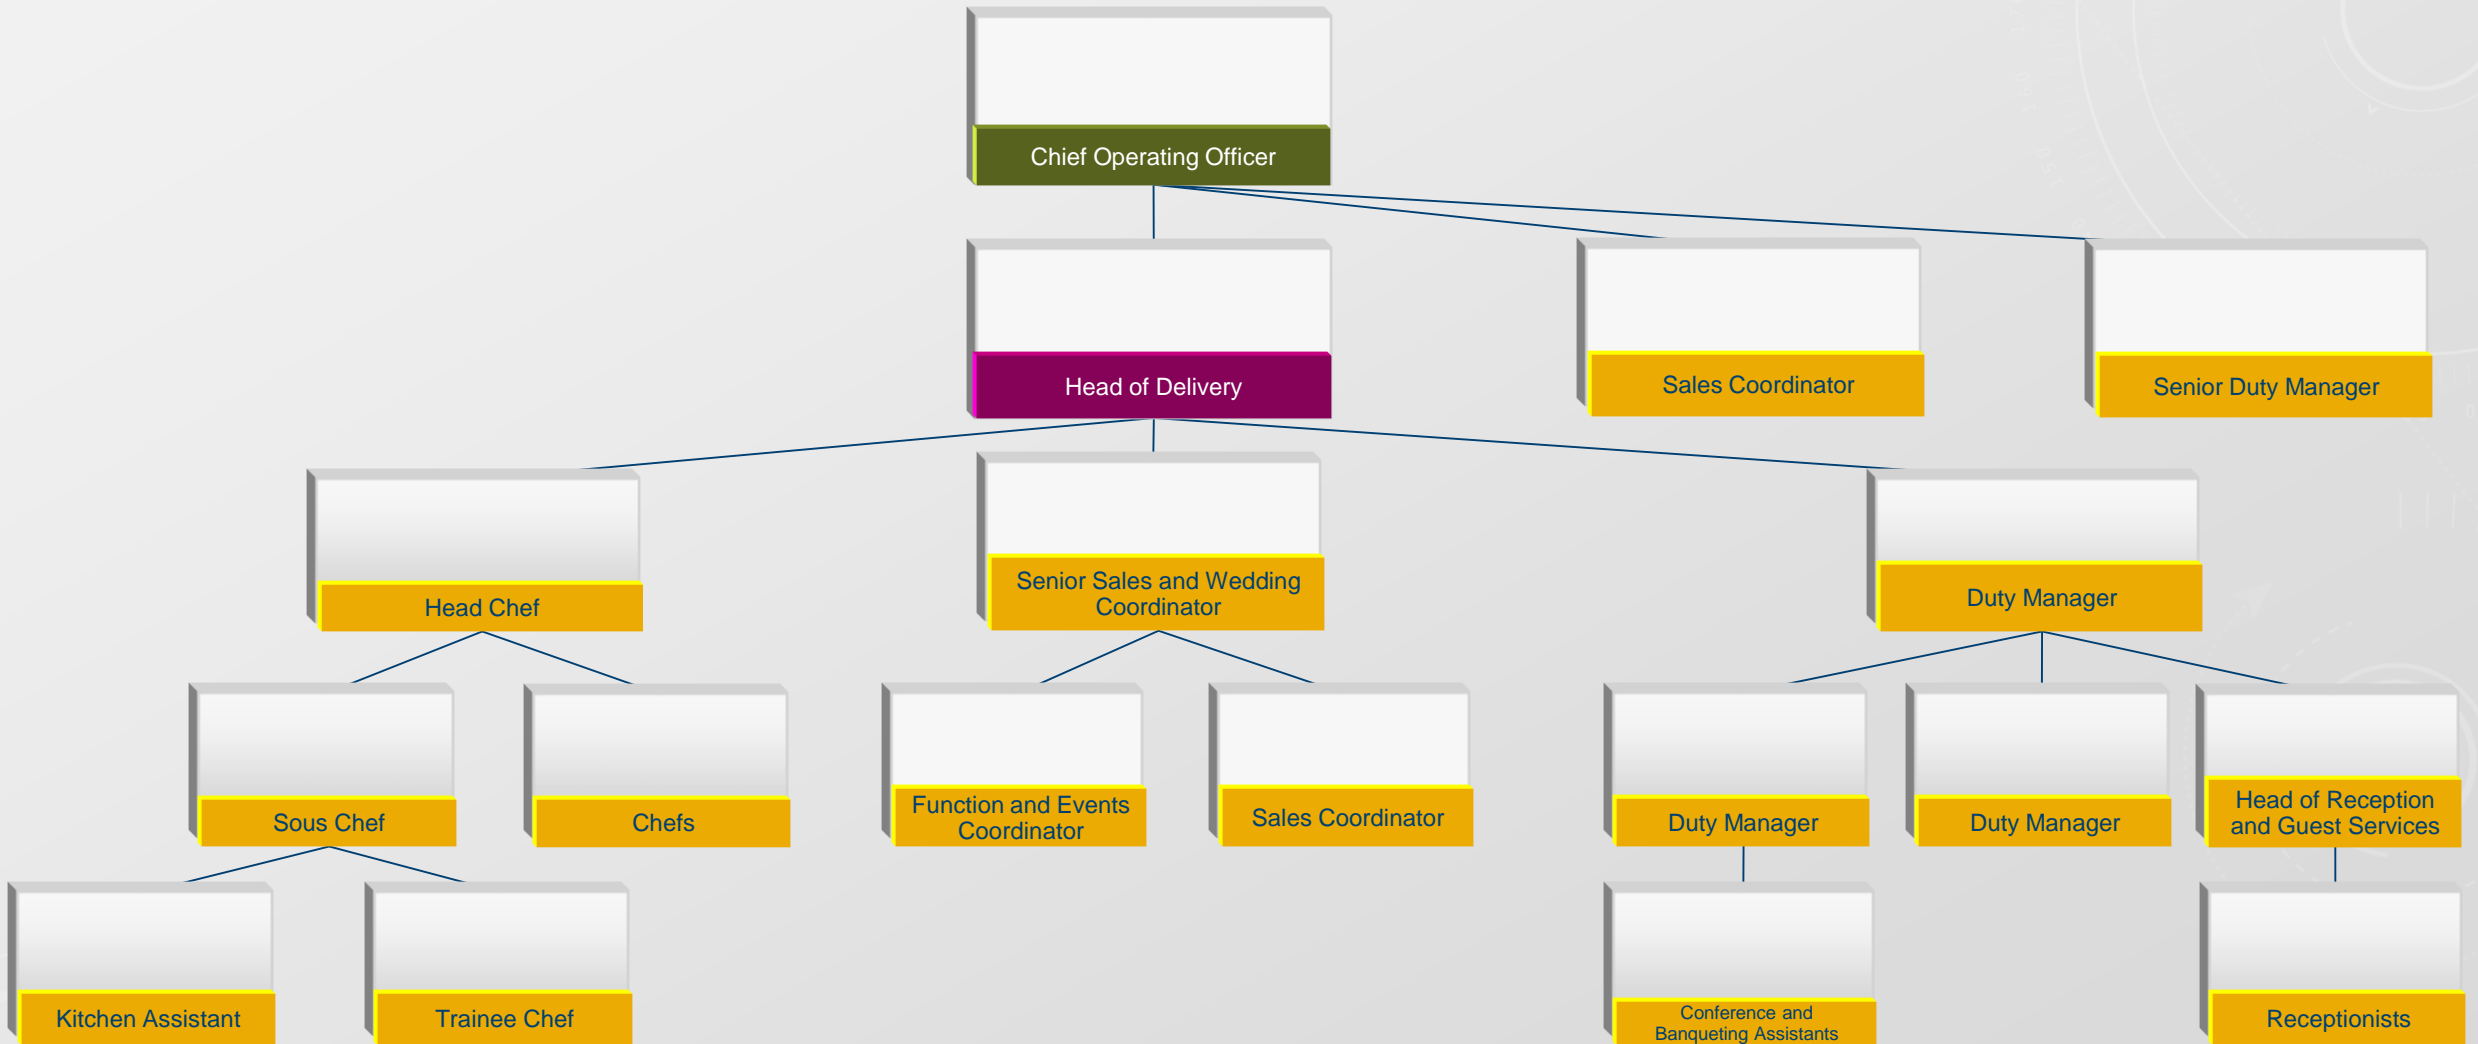 Chief Operating Officer
Head of Delivery
Sales Coordinator
Senior Duty Manager
Head Chef
Senior Sales and Wedding
Coordinator
Duty Manager
Sous Chef
Chefs
Function and Events
Coordinator
Sales Coordinator
Duty Manager
Duty Manager
Head of Reception
and Guest Services
Kitchen Assistant
Trainee Chef
Conference and
Banqueting Assistants
Receptionists